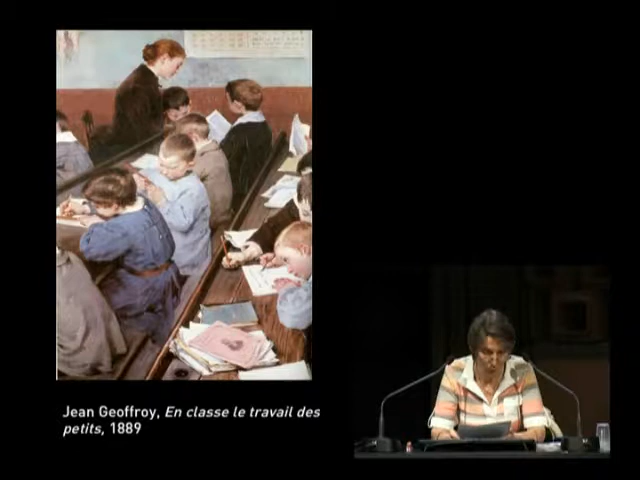 Jean Geoffroy, En classe le travail des
petits, 1889